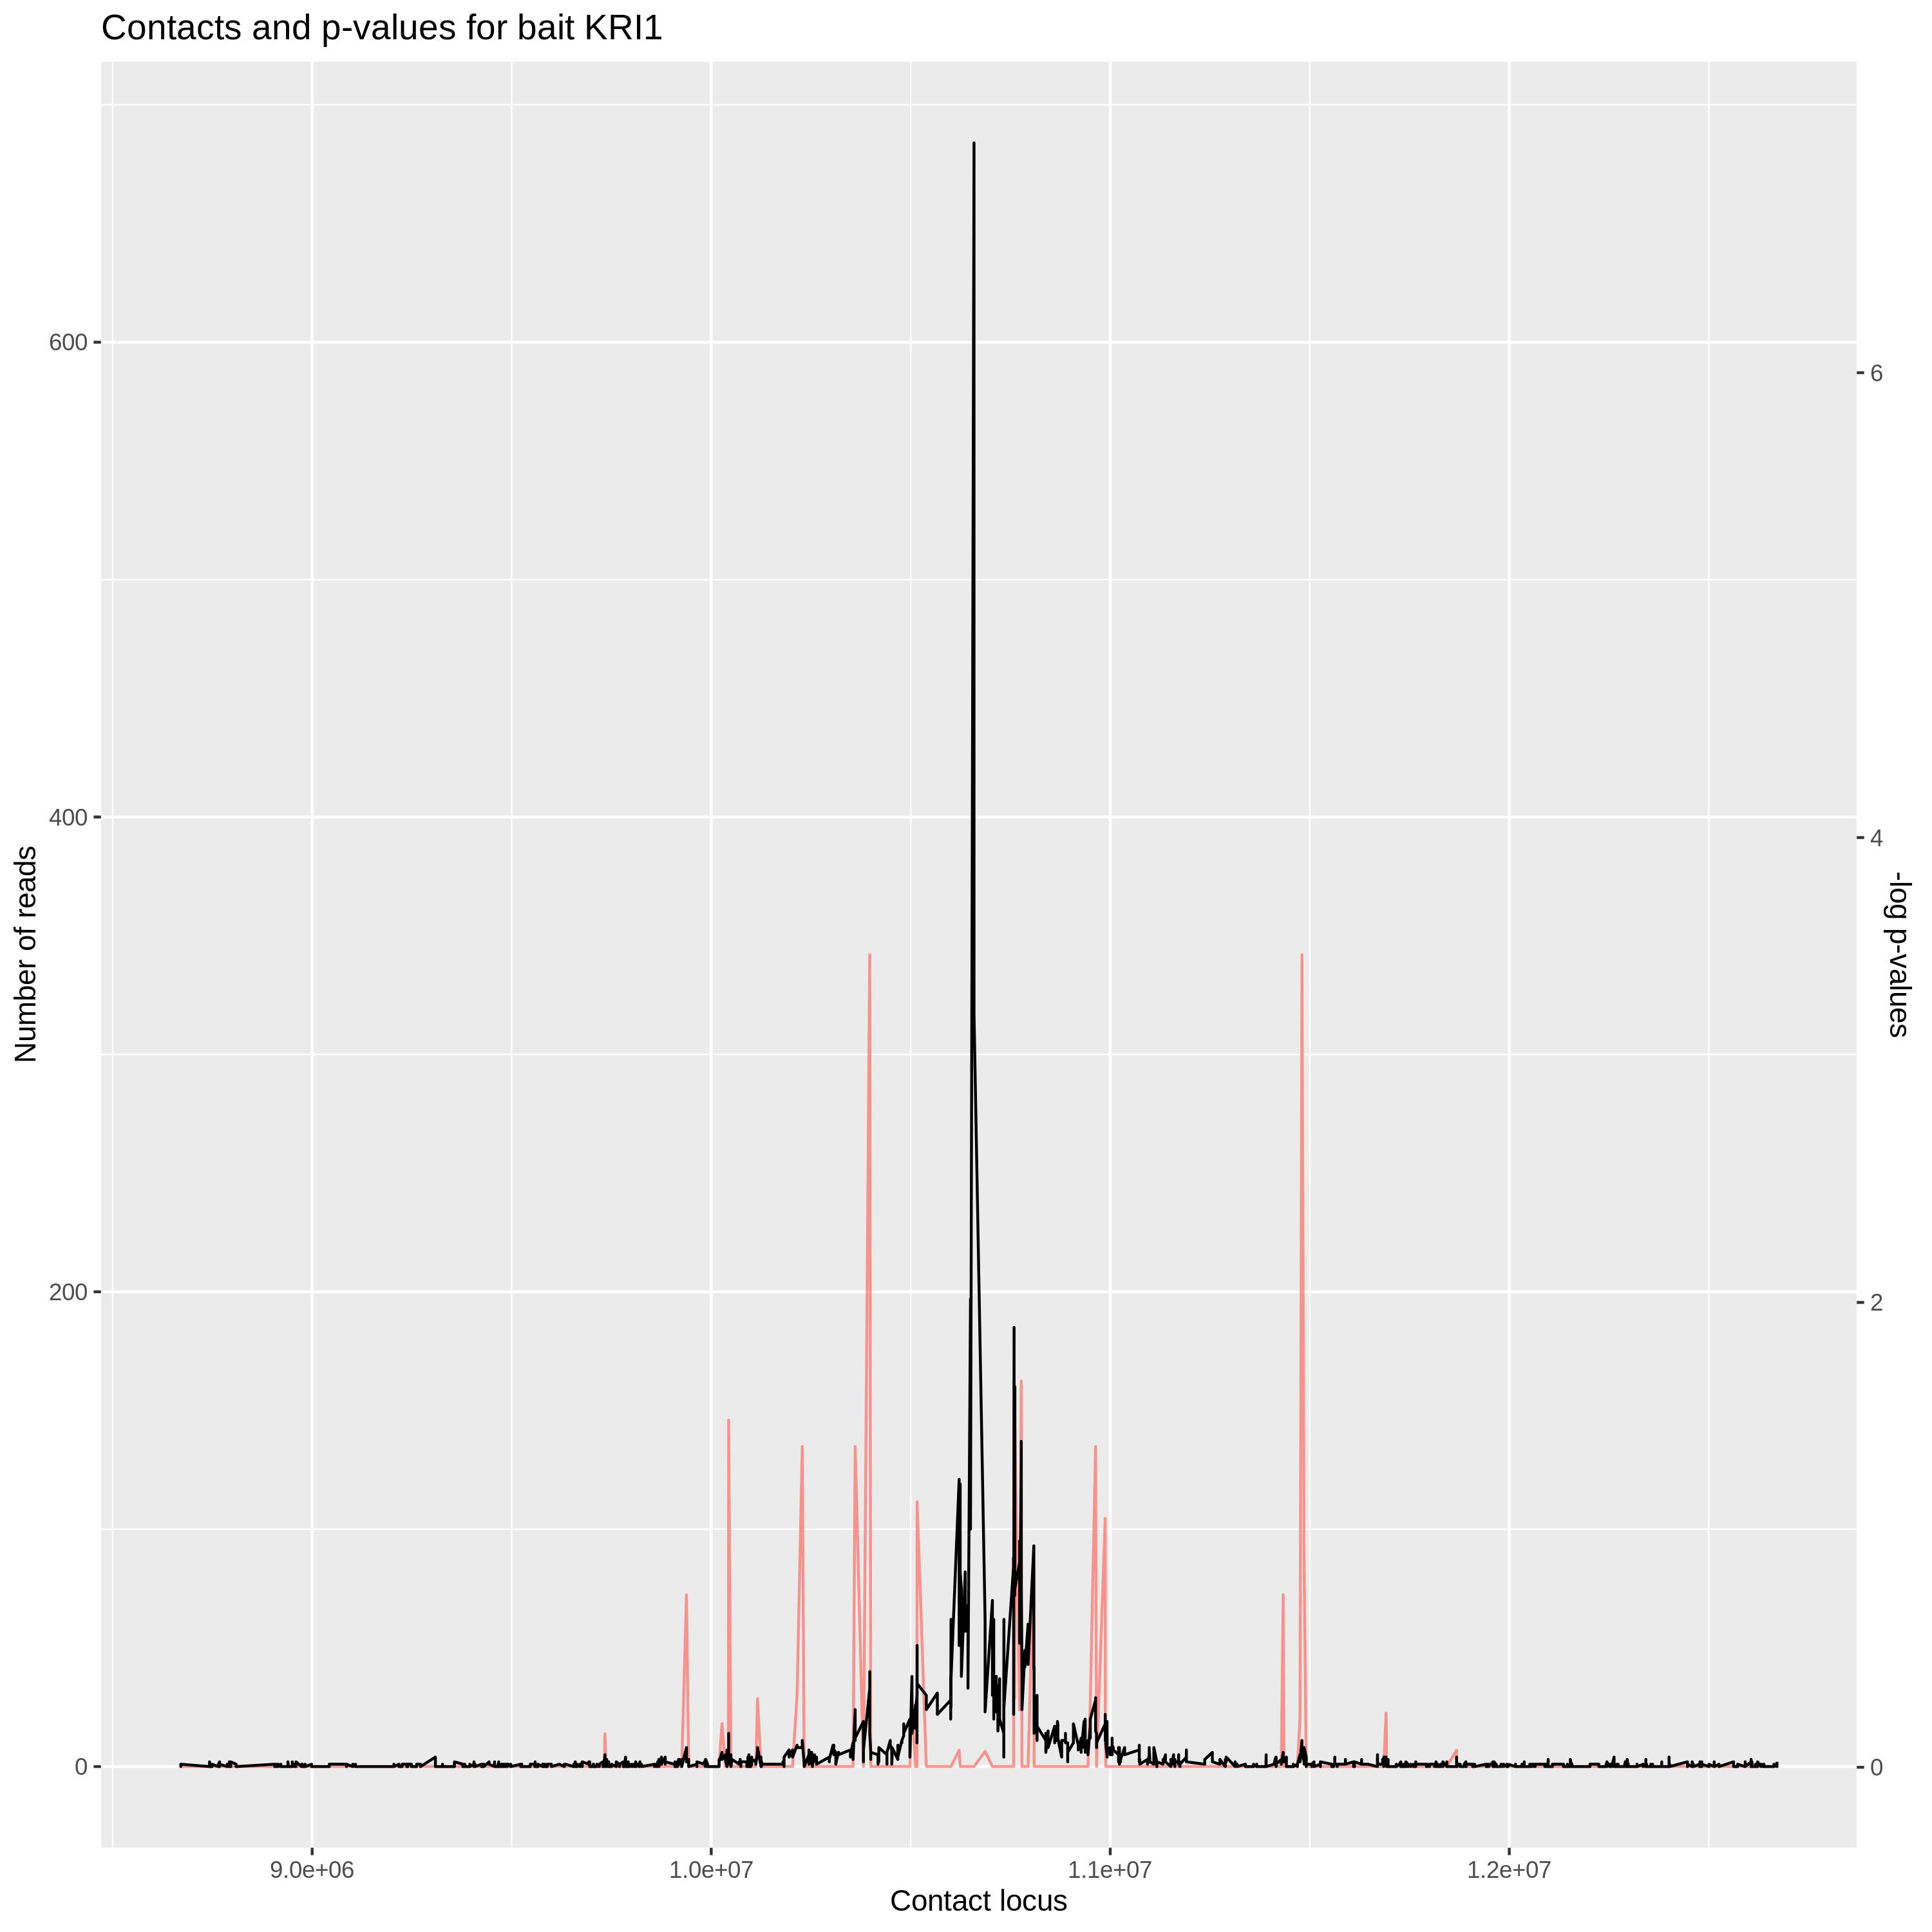 Contacts and p-values for bait KRI1
600
400
200
0
6
4
2
0
Number of reads
-log p-values
9.0e+06
1.0e+07
1.1e+07
1.2e+07
Contact locus